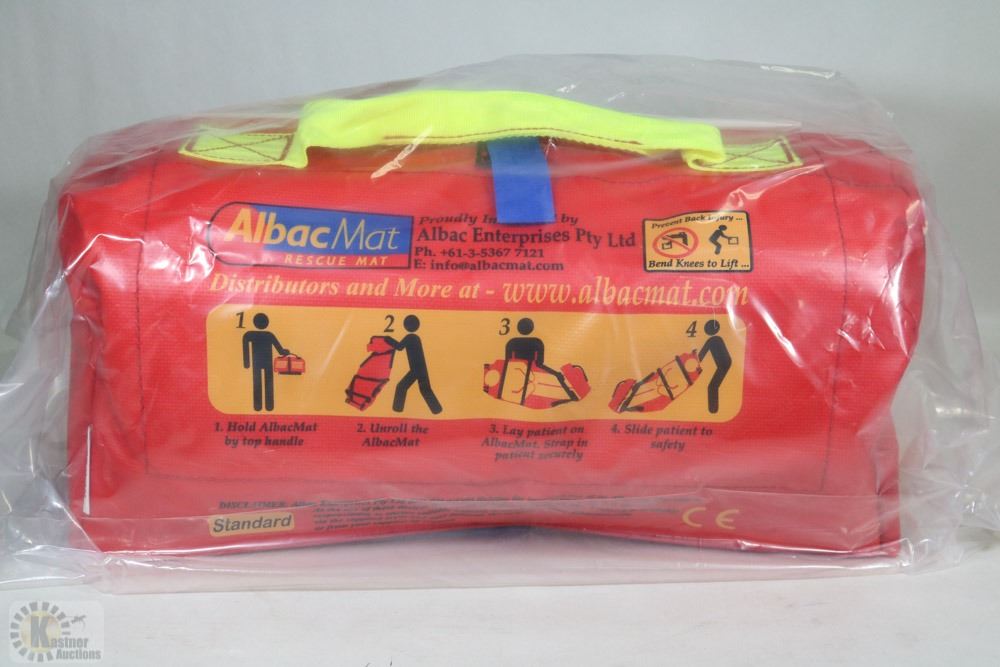 AlbacMat
RESCUE MAT
Proudly by
Albac Enterprises Pty Ltd
Ph. +61-3-5367 7121
E: info@albacmat.com
Prevent Back Injury ...
Bend Knees to Lift ...
Distributors and More at - www.albacmat.com
1
2
3
4
1. Hold AlbacMat
by top handle
2. Unroll the
AlbacMat
3. Lay patient on
AlbacMat. Strap in
patient securely
4. Slide patient to
safety
DISCLAIMER:
Standard
CE
Kastner
Auctions